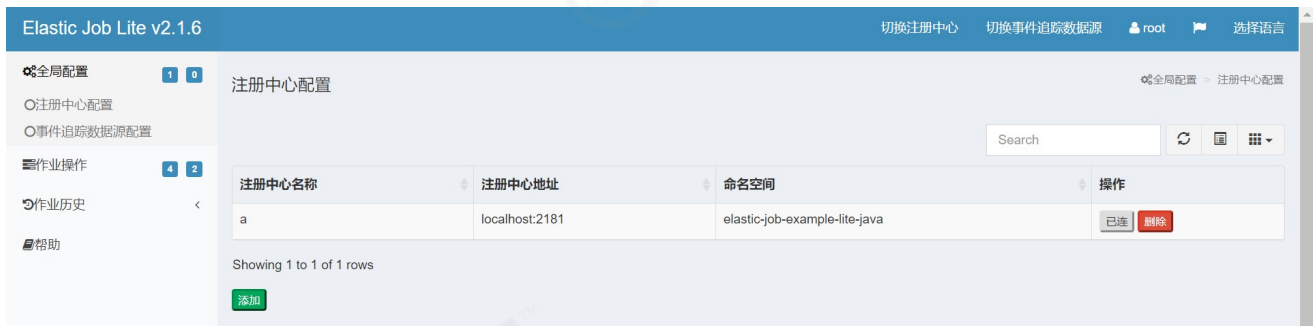 Elastic Job Lite v2.1.6 切换注册中心 切换事件追踪数据源 root 选择语言
全局配置 1 0
注册中心配置
事件追踪数据源配置
作业操作 4 2
作业历史
帮助
注册中心配置 全局配置 > 注册中心配置
Search
注册中心名称 注册中心地址 命名空间 操作
a localhost:2181 elastic-job-example-lite-java 已连 删除
Showing 1 to 1 of 1 rows
添加